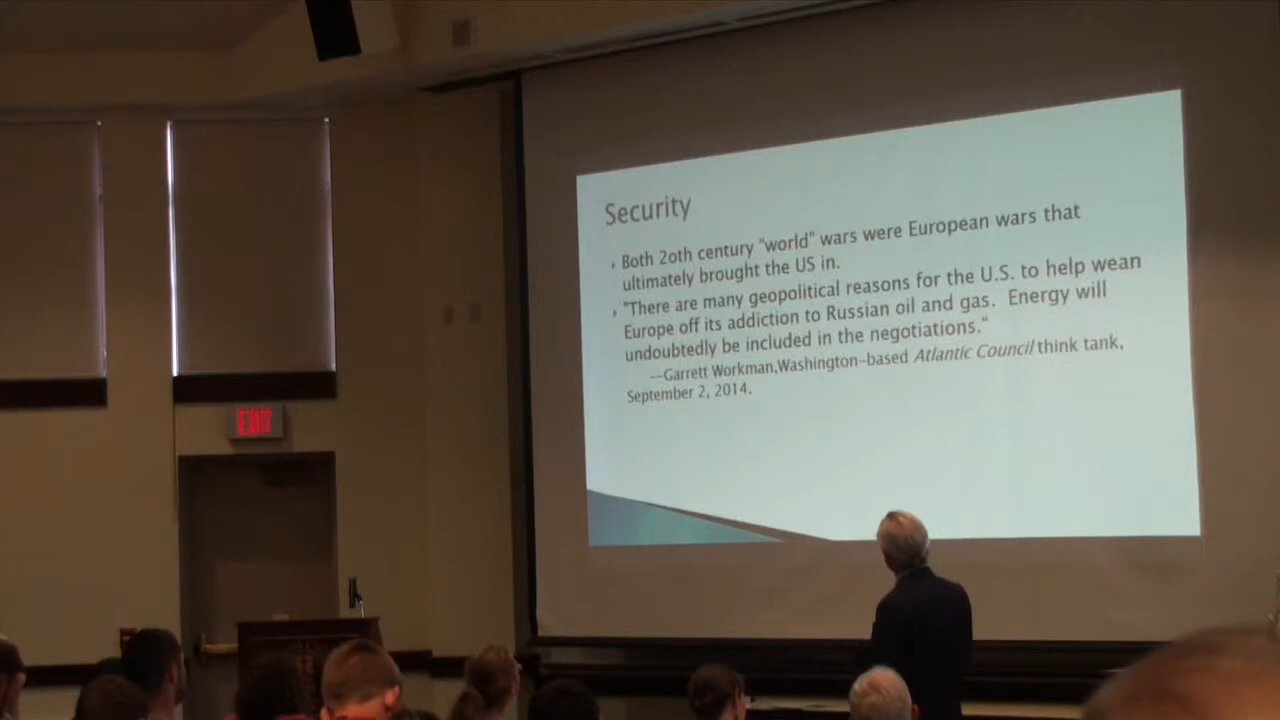 EXIT
Security
Both 20th century "world" wars were European wars that
ultimately brought the US in.
"There are many geopolitical reasons for the U.S. to help wean
Europe off its addiction to Russian oil and gas. Energy will
undoubtedly be included in the negotiations."
--Garrett Workman,Washington-based Atlantic Council think tank,
September 2, 2014.